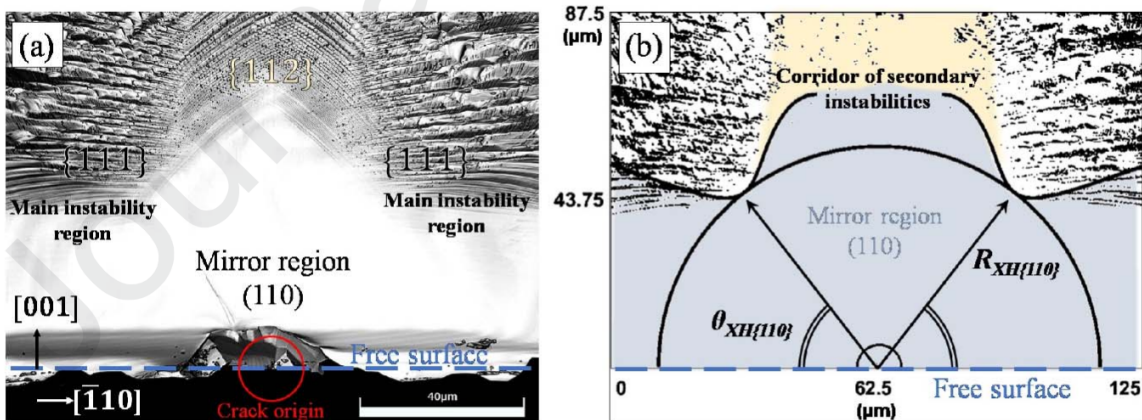 (a)
{112}
{111}
{111}
Main instability
region
Main instability
region
Mirror region
(110)
[001]
Free surface
[1̄10]
Crack origin
40μm
Jour
87.5
(μm)
(b)
Corridor of secondary
instabilitics
43.75
Mirror region
(110)
R_XH{110}
θ_XH{110}
0
62.5
(μm)
Free surface
125